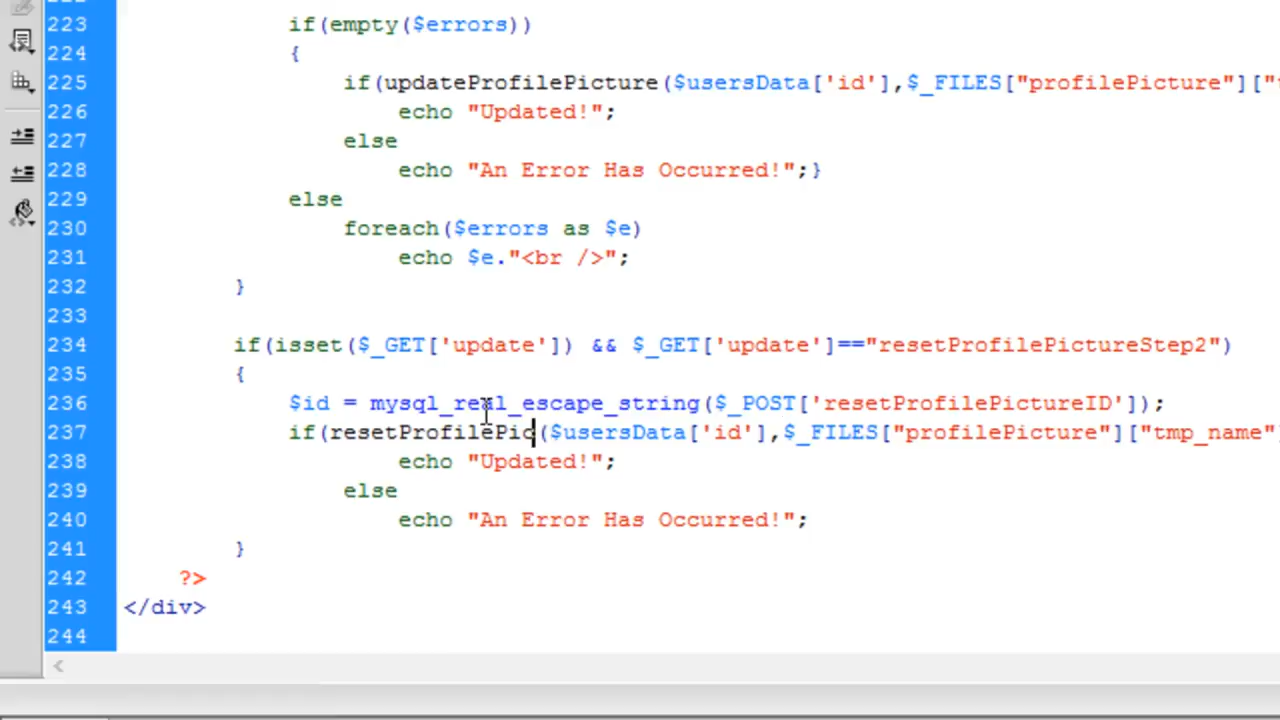 223 if(empty($errors))
224 {
225 if(updateProfilePicture($usersData['id'],$_FILES["profilePicture"]["
226 echo "Updated!";
227 else
228 echo "An Error Has Occurred!";}
229 else
230 foreach($errors as $e)
231 echo $e."<br />";
232 }
233
234 if(isset($_GET['update']) && $_GET['update']=="resetProfilePictureStep2")
235 {
236 $id = mysql_real_escape_string($_POST['resetProfilePictureID']);
237 if(resetProfilePic($usersData['id'],$_FILES["profilePicture"]["tmp_name"]
238 echo "Updated!";
239 else
240 echo "An Error Has Occurred!";
241 }
242 ?>
243 </div>
244